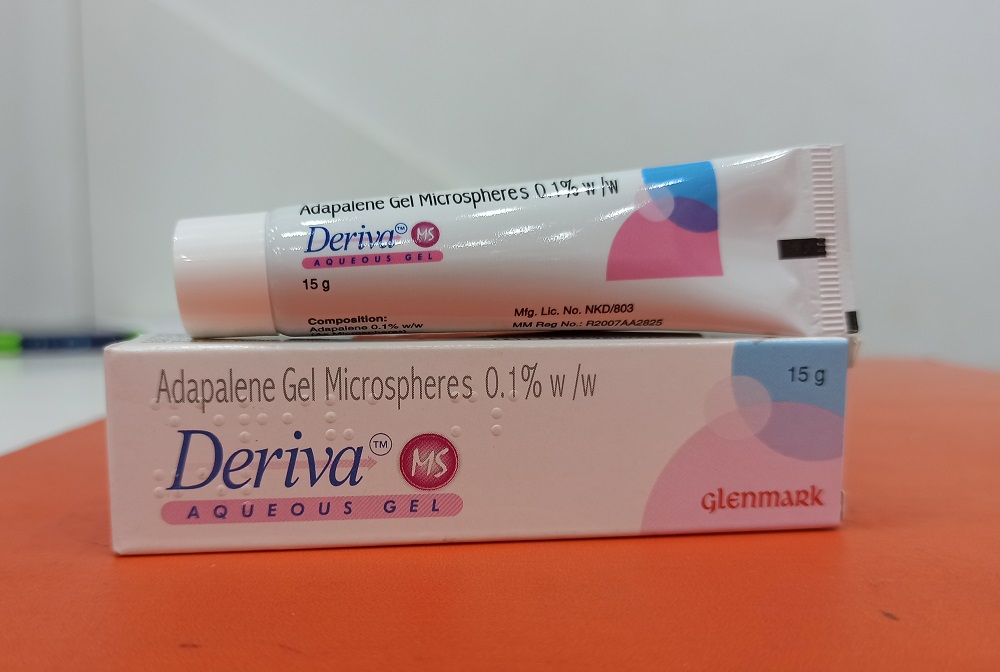 Adapalene Gel Microspheres 0.1% w/w
Deriva™ MS
AQUEOUS GEL
15 g
Composition:
Adapalene 0.1% w/w
Mfg. Lic. No. NKD/803
MM Reg No.: R2007AA2825
Adapalene Gel Microspheres 0.1% w/w
15 g
Deriva™ MS
AQUEOUS GEL
Glenmark